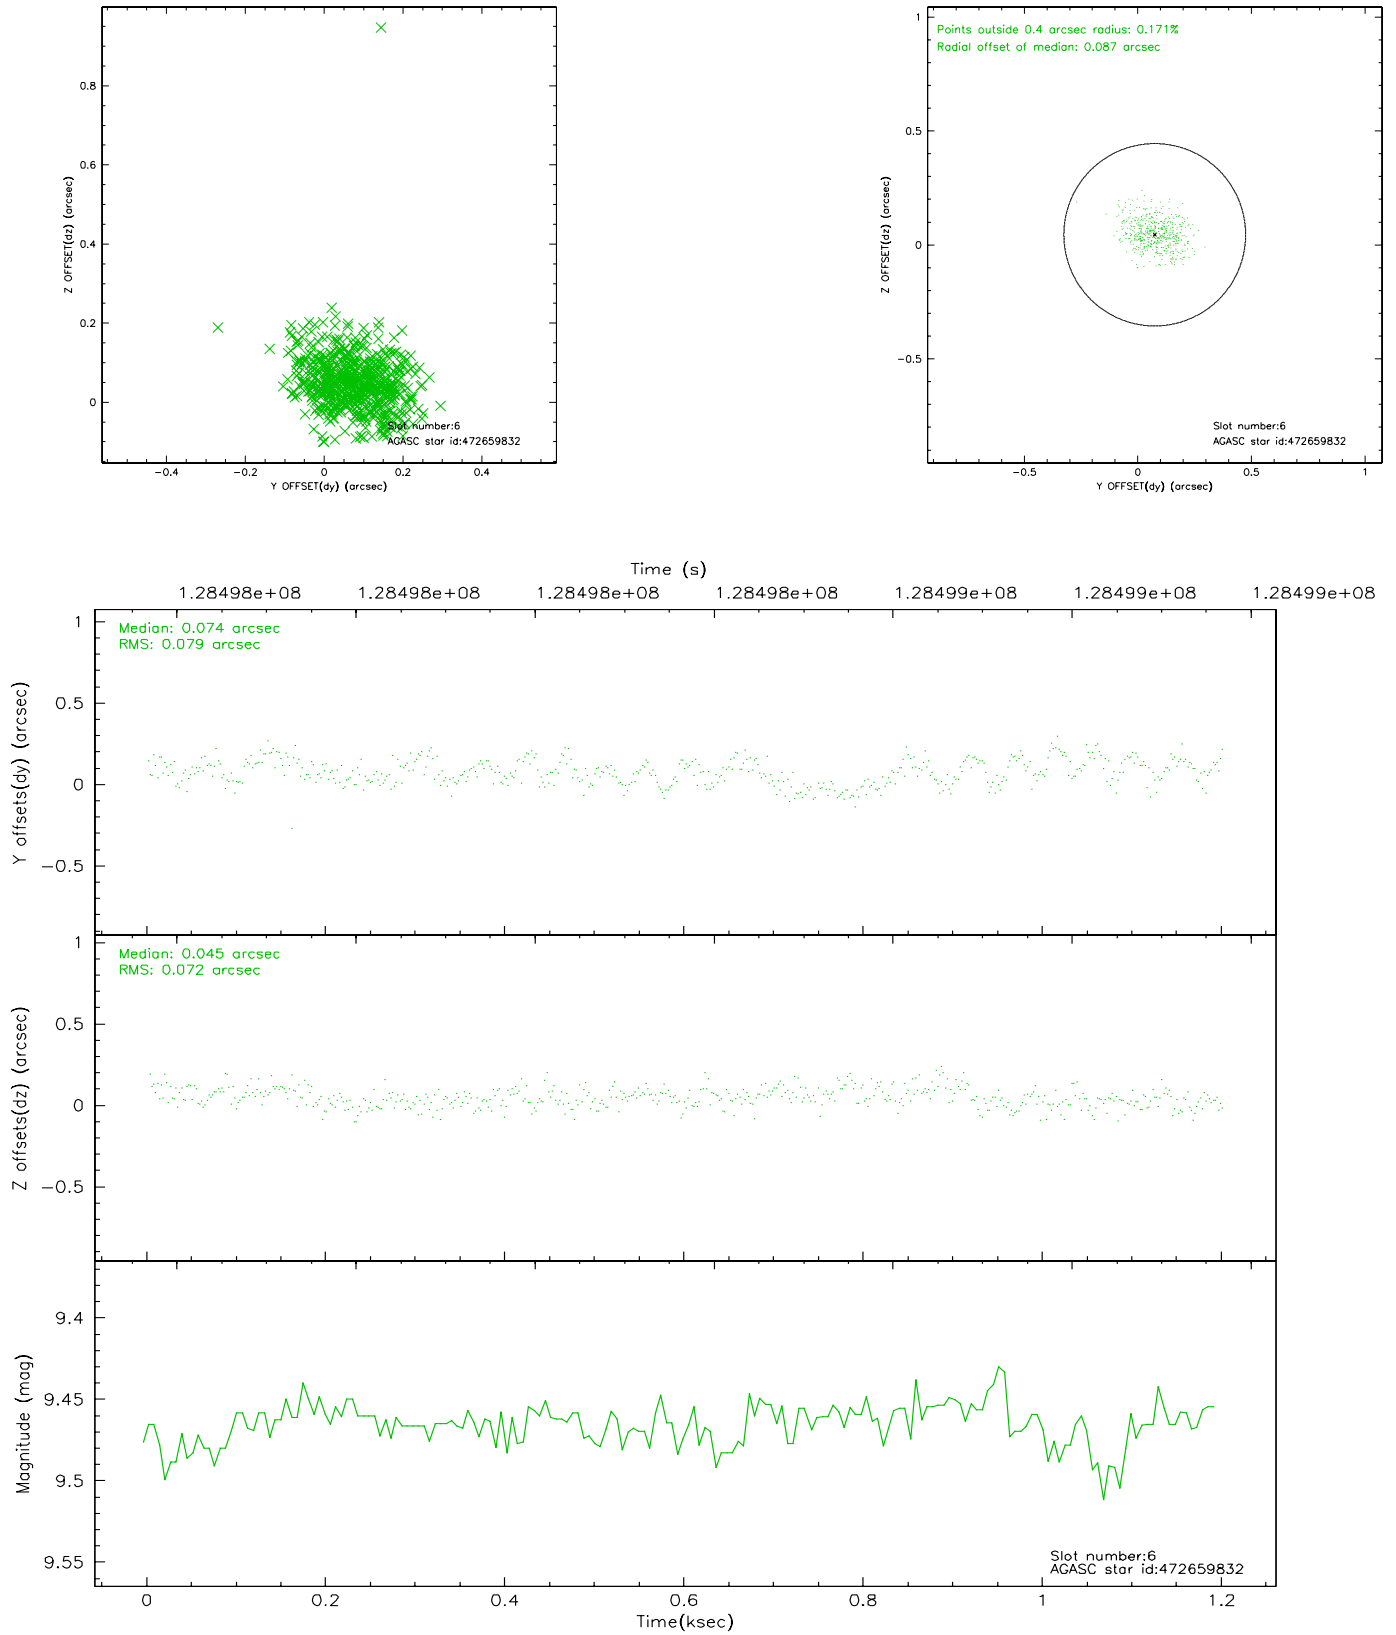 0.8
0.6
0.4
0.2
0
Z OFFSET(dz) (arcsec)
Slot number:6
AGASC star id:472659832
−0.4 −0.2 0 0.2 0.4
Y OFFSET(dy) (arcsec)
1
0.5
0
−0.5
Z OFFSET(dz) (arcsec)
Points outside 0.4 arcsec radius: 0.171%
Radial offset of median: 0.087 arcsec
Slot number:6
AGASC star id:472659832
−0.5 0 0.5 1
Y OFFSET(dy) (arcsec)
Time (s)
1.28498e+08 1.28498e+08 1.28498e+08 1.28498e+08 1.28499e+08 1.28499e+08 1.28499e+08
1
0.5
0
−0.5
Y offsets(dy) (arcsec)
Median: 0.074 arcsec
RMS: 0.079 arcsec
1
0.5
0
−0.5
Z offsets(dz) (arcsec)
Median: 0.045 arcsec
RMS: 0.072 arcsec
9.4
9.45
9.5
9.55
Magnitude (mag)
Slot number:6
AGASC star id:472659832
0 0.2 0.4 0.6 0.8 1 1.2
Time(ksec)